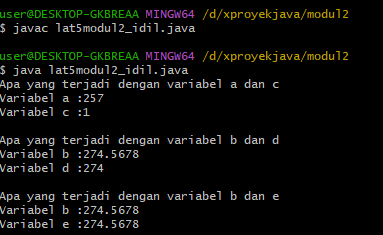 user@DESKTOP-GKBREAA MINGW64 /d/xproyekjava/modul2
$ javac lat5modul2_idil.java

user@DESKTOP-GKBREAA MINGW64 /d/xproyekjava/modul2
$ java lat5modul2_idil.java
Apa yang terjadi dengan variabel a dan c
Variabel a :257
Variabel c :1

Apa yang terjadi dengan variabel b dan d
Variabel b :274.5678
Variabel d :274

Apa yang terjadi dengan variabel b dan e
Variabel b :274.5678
Variabel e :274.5678